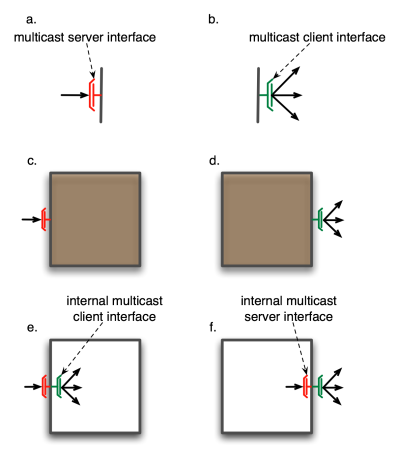 a.
multicast server interface
b.
multicast client interface
c.
d.
internal multicast
client interface
e.
internal multicast
server interface
f.